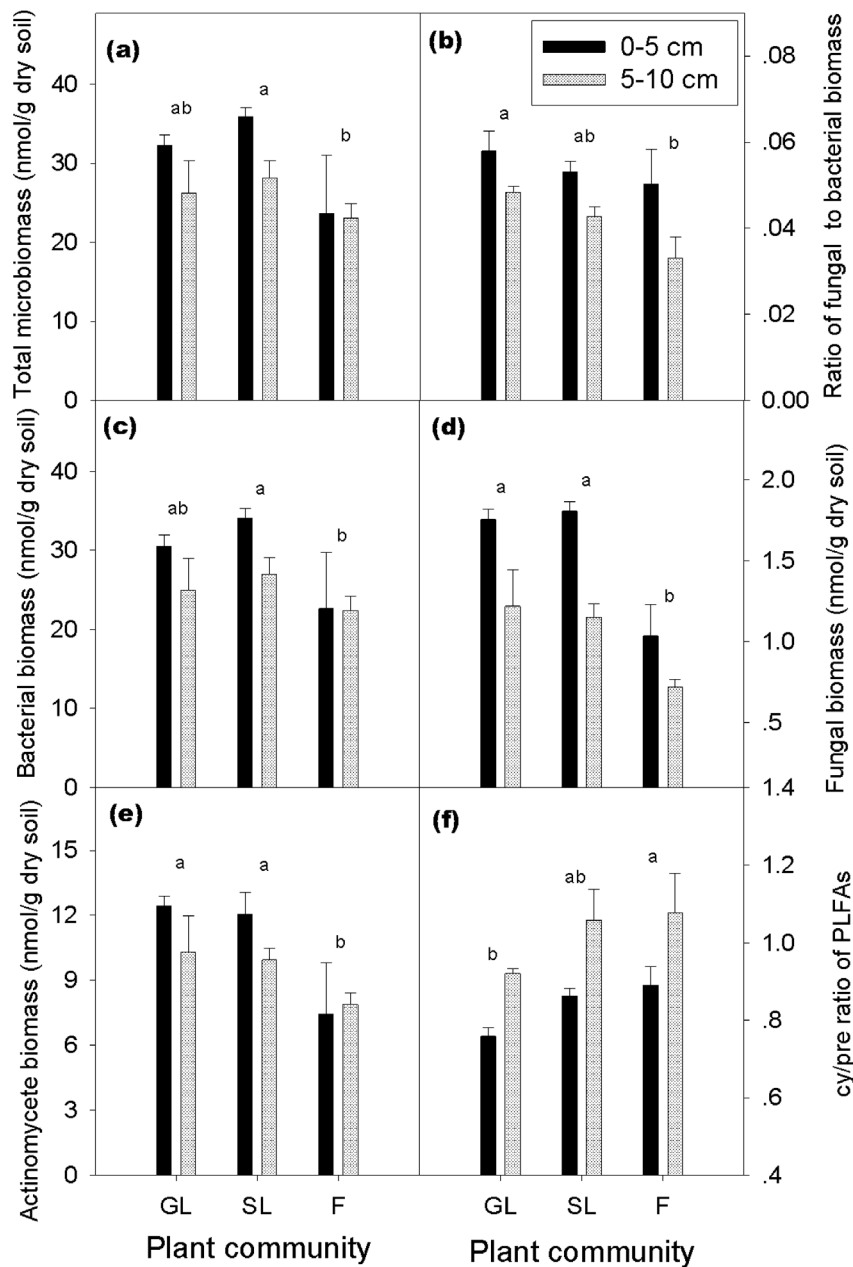 (a)
(b)
0-5 cm
5-10 cm
Total microbiomass (nmol/g dry soil)
40
30
20
10
0
ab
a
b
a
ab
b
.08
.06
.04
.02
0.00
Ratio of fungal to bacterial biomass
(c)
(d)
Bacterial biomass (nmol/g dry soil)
40
30
20
10
0
ab
a
b
a
a
b
2.0
1.5
1.0
.5
1.4
Fungal biomass (nmol/g dry soil)
(e)
(f)
Actinomycete biomass (nmol/g dry soil)
15
12
9
6
3
0
a
a
b
b
ab
a
1.2
1.0
.8
.6
.4
cy/pre ratio of PLFAs
GL
SL
F
GL
SL
F
Plant community
Plant community